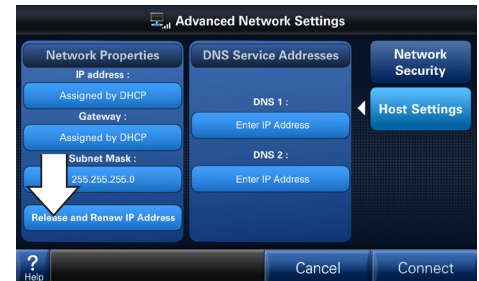 Advanced Network Settings
Network Properties
IP address :
Assigned by DHCP
Gateway :
Assigned by DHCP
Subnet Mask :
255.255.255.0
Release and Renew IP Address
DNS Service Addresses
DNS 1 :
Enter IP Address
DNS 2 :
Enter IP Address
Network
Security
Host Settings
?
Help
Cancel
Connect